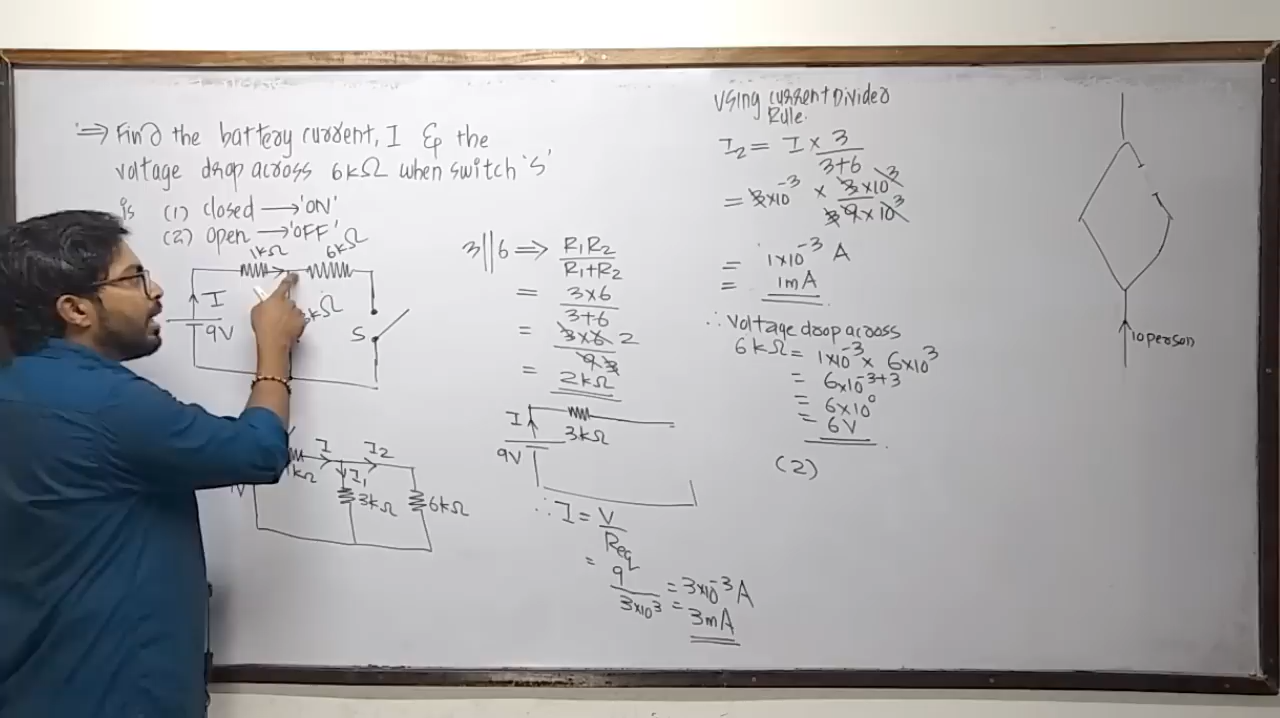 ⇒ Find the battery current, I & the
voltage drop across 6kΩ when switch 'S'
is (1) closed → 'ON'
(2) open → 'OFF'
1kΩ
6kΩ
I
9V
3kΩ
S
I
I2
I1
kΩ
3kΩ
6kΩ
V
3||6 ⇒ R1R2
R1+R2
= 3×6
3+6
= 3×6 2
9 3
= 2kΩ
I
3kΩ
9V
∴ I = V
Req
= 9
3×10³
= 3×10⁻³ A
= 3mA
Using current Divider
Rule.
I2 = I × 3
3+6
= 3×10⁻³ × 3×10³
3 9×10³
= 1×10⁻³ A
= 1mA
∴ Voltage drop across
6kΩ = 1×10⁻³ × 6×10³
= 6×10⁻³⁺³
= 6×10⁰
= 6V
(2)
10 person